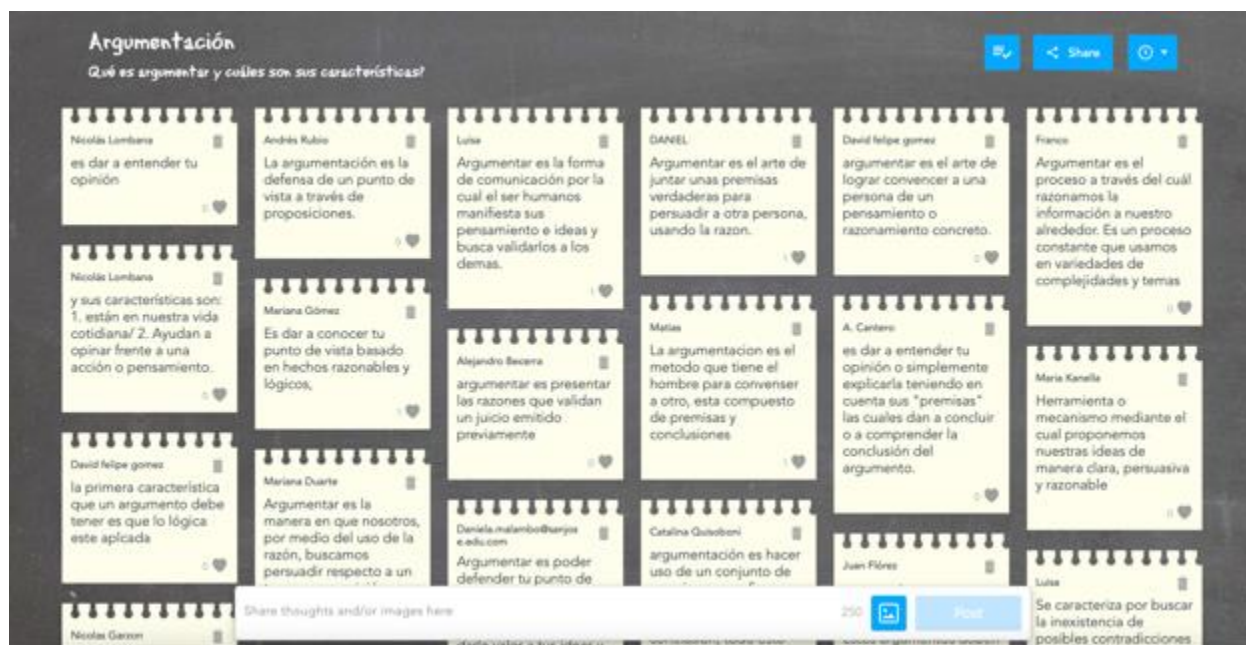 Argumentación
Qué es argumentar y cuáles son sus características?
Share
Nicolás Lombana
es dar a entender tu
opinión
0
Nicolás Lombana
y sus características son:
1. están en nuestra vida
cotidiana/ 2. Ayudan a
opinar frente a una
acción o pensamiento.
0
David felipe gomez
la primera característica
que un argumento debe
tener es que lo lógica
este aplcada
0
Nicolas Garzon
Andrés Rubio
La argumentación es la
defensa de un punto de
vista a través de
proposiciones.
0
Mariana Gómez
Es dar a conocer tu
punto de vista basado
en hechos razonables y
lógicos,
1
Mariana Duarte
Argumentar es la
manera en que nosotros,
por medio del uso de la
razón, buscamos
persuadir respecto a un
Luisa
Argumentar es la forma
de comunicación por la
cual el ser humanos
manifiesta sus
pensamiento e ideas y
busca validarlos a los
demas.
1
Alejandro Becerra
argumentar es presentar
las razones que validan
un juicio emitido
previamente
0
Daniela.malambo@sanjos
e.edu.com
Argumentar es poder
defender tu punto de
DANIEL
Argumentar es el arte de
juntar unas premisas
verdaderas para
persuadir a otra persona,
usando la razon.
1
Matias
La argumentacion es el
metodo que tiene el
hombre para convenser
a otro, esta compuesto
de premisas y
conclusiones
1
Catalina Quisoboni
argumentación es hacer
uso de un conjunto de
David felipe gomez
argumentar es el arte de
lograr convencer a una
persona de un
pensamiento o
razonamiento concreto.
0
A. Cantero
es dar a entender tu
opinión o simplemente
explicarla teniendo en
cuenta sus "premisas"
las cuales dan a concluir
o a comprender la
conclusión del
argumento.
0
Juan Flórez
Franco
Argumentar es el
proceso a través del cuál
razonamos la
información a nuestro
alrededor. Es un proceso
constante que usamos
en variedades de
complejidades y temas
Maria Kanella
Herramienta o
mecanismo mediante el
cual proponemos
nuestras ideas de
manera clara, persuasiva
y razonable
Luisa
Se caracteriza por buscar
la inexistencia de
posibles contradicciones
Share thoughts and/or images here
250
Post